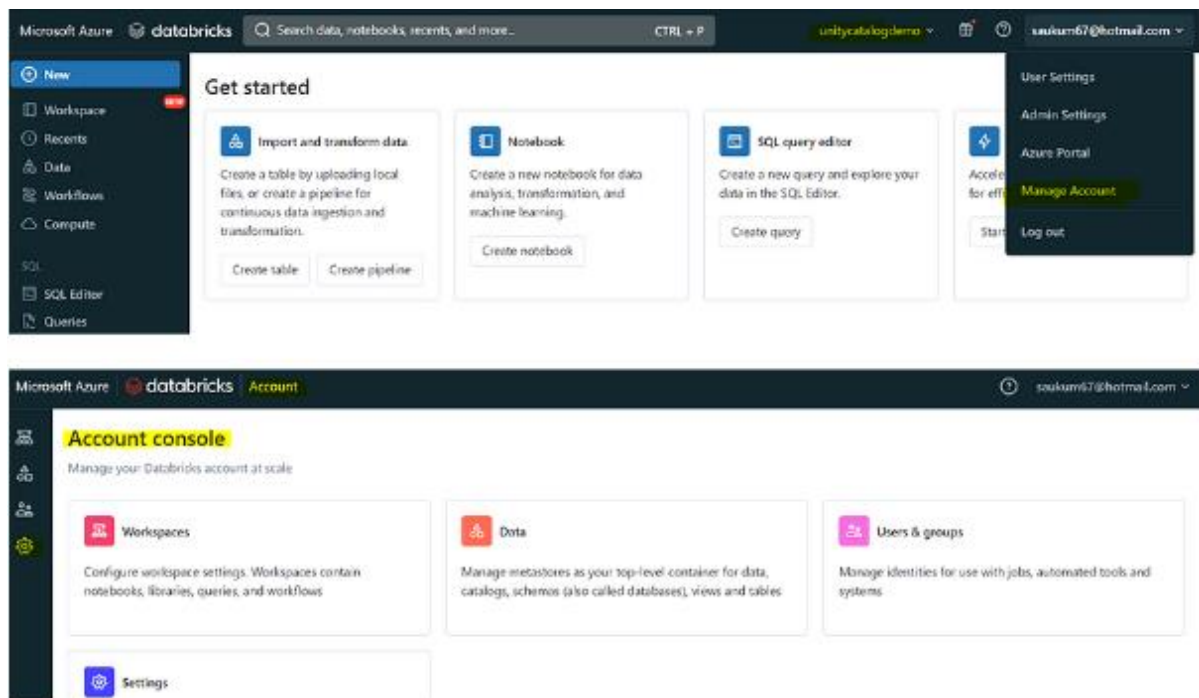 Microsoft Azure databricks Search data, notebooks, recents, and more... CTRL + P unitycatalogdemo saukum67@hotmail.com
New
Workspace
Recents
Data
Workflows
Compute
SQL
SQL Editor
Queries
Get started
Import and transform data
Create a table by uploading local
files, or create a pipeline for
continuous data ingestion and
transformation.
Create table Create pipeline
Notebook
Create a new notebook for data
analysis, transformation, and
machine learning.
Create notebook
SQL query editor
Create a new query and explore your
data in the SQL Editor.
Create query
Accele
for eff
Start
User Settings
Admin Settings
Azure Portal
Manage Account
Log out
Microsoft Azure databricks Account saukum67@hotmail.com
Account console
Manage your Databricks account at scale
Workspaces
Configure workspace settings. Workspaces contain
notebooks, libraries, queries, and workflows
Data
Manage metastores as your top-level container for data,
catalogs, schemas (also called databases), views and tables
Users & groups
Manage identities for use with jobs, automated tools and
systems
Settings